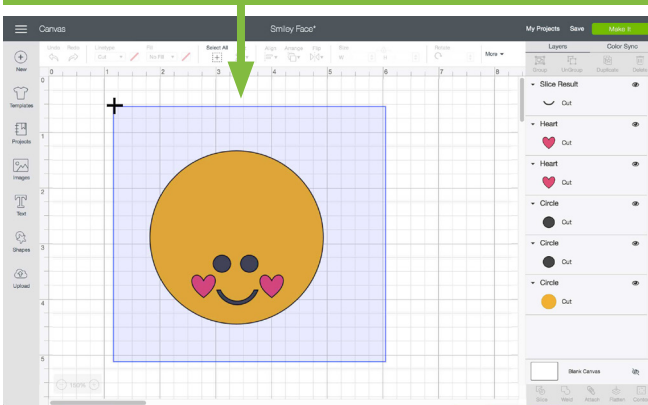 Canvas
Smiley Face*
My Projects Save Make It
Undo Redo Linetype Fill Select All Align Arrange Flip Size Rotate More
Cut No Fill
Layers Color Sync
Group UnGroup Duplicate Delete
0 1 2 3 4 5 6 7 8
0
1
2
3
4
5
New
Templates
Projects
Images
Text
Shapes
Upload
Slice Result
Cut
Heart
Cut
Heart
Cut
Circle
Cut
Circle
Cut
Circle
Cut
Blank Canvas
100%
Slice Weld Attach Flatten